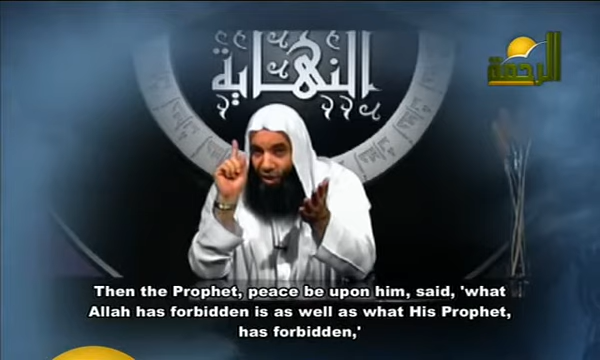 النهاية
الرحمة
Then the Prophet, peace be upon him, said, 'what
Allah has forbidden is as well as what His Prophet,
has forbidden,'